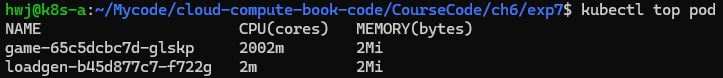 hwj@k8s-a:~/Mycode/cloud-compute-book-code/CourseCode/ch6/exp7$ kubectl top pod
NAME                       CPU(cores)   MEMORY(bytes)
game-65c5dcbc7d-glskp      2002m        2Mi
loadgen-b45d877c7-f722g    2m           2Mi